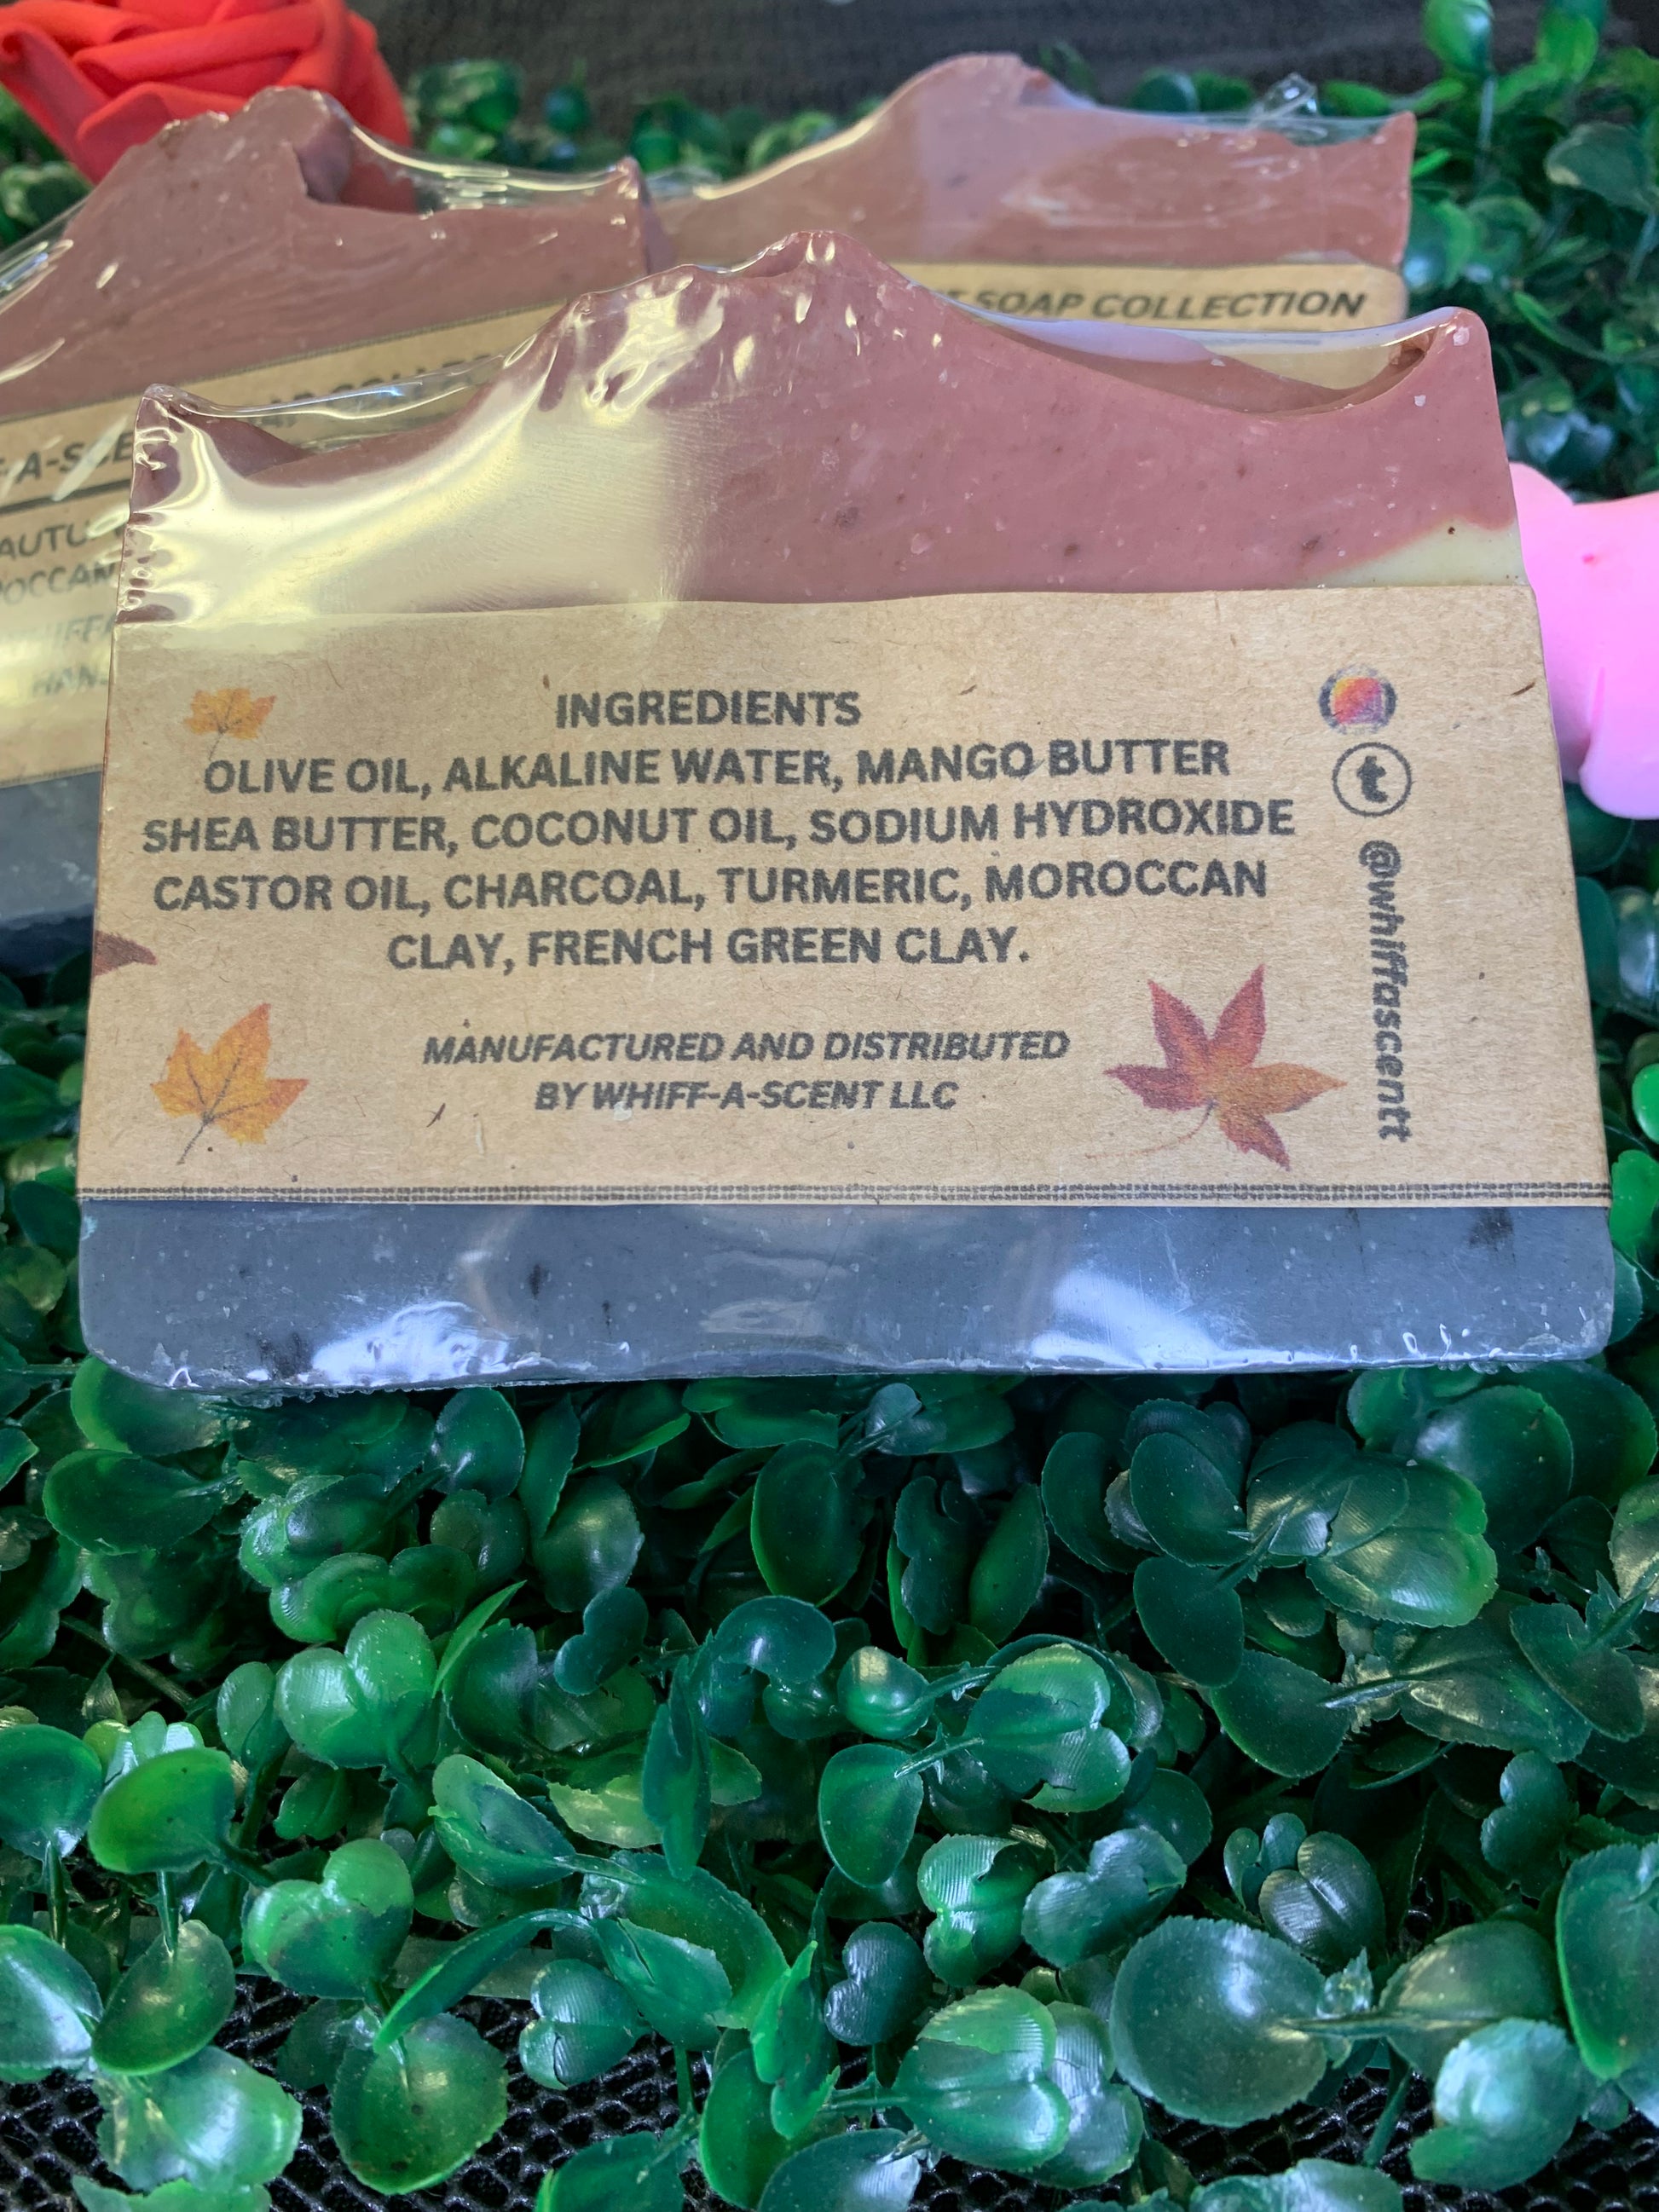 SOAP COLLECTION
INGREDIENTS
OLIVE OIL, ALKALINE WATER, MANGO BUTTER
SHEA BUTTER, COCONUT OIL, SODIUM HYDROXIDE
CASTOR OIL, CHARCOAL, TURMERIC, MOROCCAN
CLAY, FRENCH GREEN CLAY.
MANUFACTURED AND DISTRIBUTED
BY WHIFF-A-SCENT LLC
t
@whiffascentt